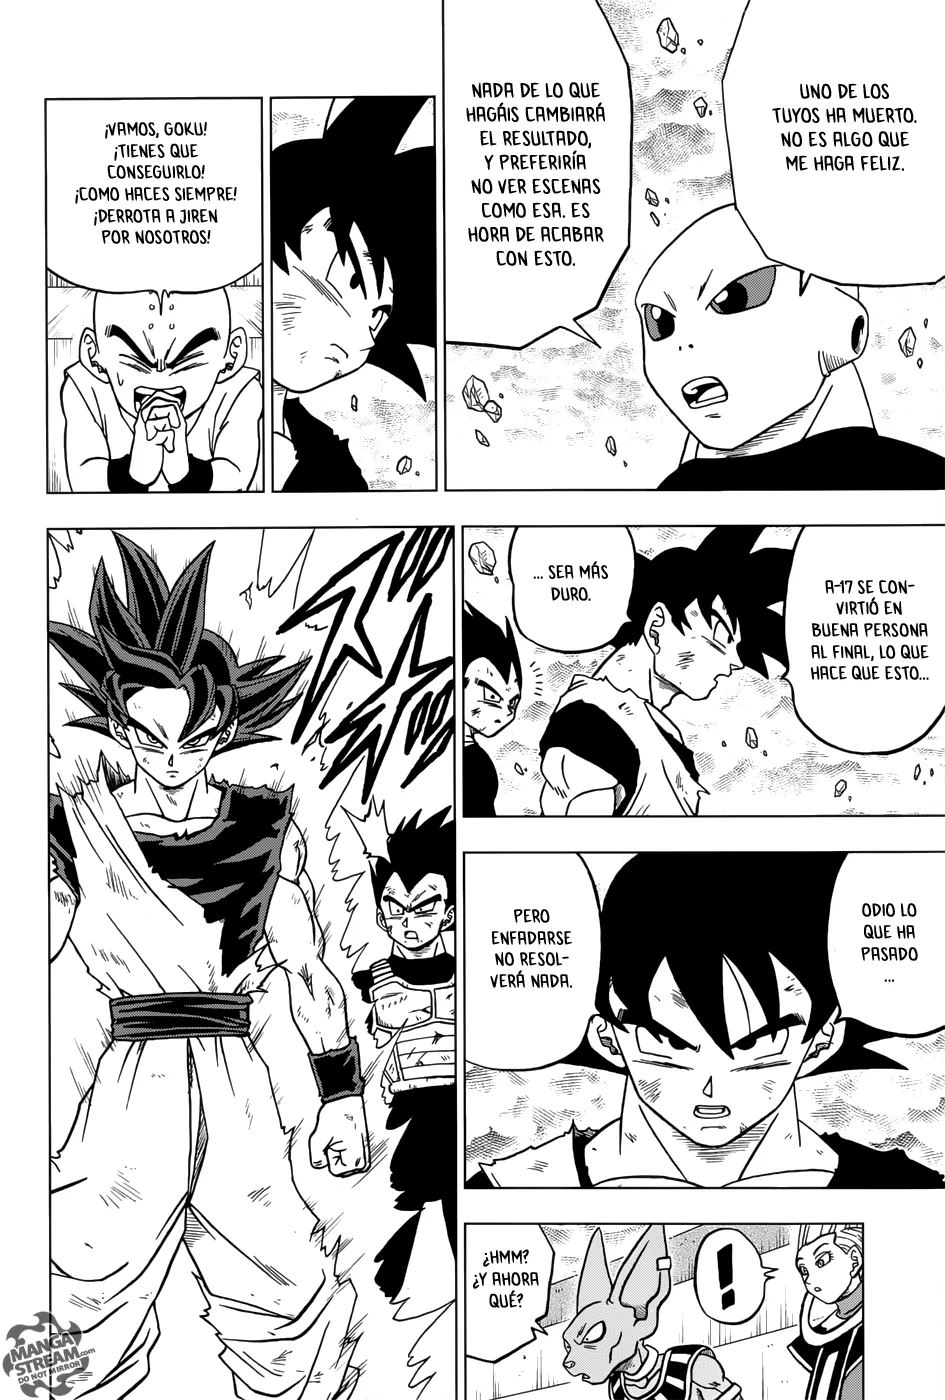 UNO DE LOS
TUYOS HA MUERTO.
NO ES ALGO QUE
ME HAGA FELIZ.
NADA DE LO QUE
HAGÁIS CAMBIARÁ
EL RESULTADO,
Y PREFERIRÍA
NO VER ESCENAS
COMO ESA. ES
HORA DE ACABAR
CON ESTO.
¡VAMOS, GOKU!
¡TIENES QUE
CONSEGUIRLO!
¡COMO HACES SIEMPRE!
¡DERROTA A JIREN
POR NOSOTROS!
A-17 SE CON-
VIRTIÓ EN
BUENA PERSONA
AL FINAL, LO QUE
HACE QUE ESTO...
... SEA MÁS
DURO.
ODIO LO
QUE HA
PASADO
...
PERO
ENFADARSE
NO RESOL-
VERÁ NADA.
!
¿HMM?
¿Y AHORA
QUÉ?
MANGA
STREAM.com
DO NOT MIRROR!